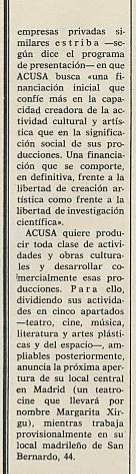 empresas privadas si-
milares estriba —se-
gún dice el programa
de presentación— en que
ACUSA busca «una fi-
nanciación inicial que
confíe más en la capa-
cidad creadora de la ac-
tividad cultural y artís-
tica que en la significa-
ción social de sus pro-
ducciones. Una financia-
ción que se comporte,
en definitiva, frente a la
libertad de creación ar-
tística como frente a la
libertad de investigación
científica».
ACUSA quiere produ-
cir toda clase de activi-
dades y obras cultura-
les y desarrollar co-
mercialmente esas pro-
ducciones. Para ello,
dividiendo sus activida-
des en cinco apartados
—teatro, cine, música,
literatura y artes plásti-
cas y del espacio—, am-
pliables posteriormente,
anuncia la próxima aper-
tura de su local central
en Madrid (un teatro-
cine que llevará por
nombre Margarita Xir-
gu), mientras trabaja
provisionalmente en su
local madrileño de San
Bernardo, 44.